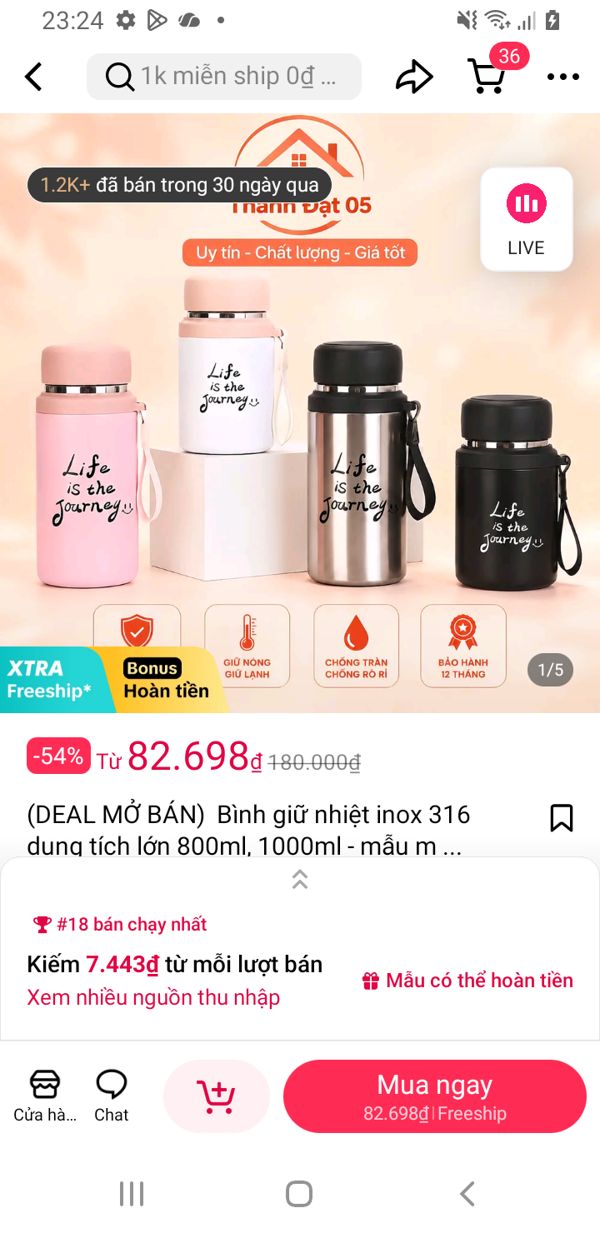 23:24
36
1k miễn ship 0₫ ...
1.2K+ đã bán trong 30 ngày qua
Thành Đạt 05
Uy tín - Chất lượng - Giá tốt
LIVE
Life
is the
Journey
Life
is the
Journey
Life
is the
Journey
Life
is the
Journey
GIỮ NÓNG
GIỮ LẠNH
CHỐNG TRÀN
CHỐNG RÒ RỈ
BẢO HÀNH
12 THÁNG
XTRA
Freeship*
Bonus
Hoàn tiền
1/5
-54% Từ 82.698₫ 180.000₫
(DEAL MỞ BÁN) Bình giữ nhiệt inox 316
dung tích lớn 800ml, 1000ml - mẫu m ...
#18 bán chạy nhất
Kiếm 7.443₫ từ mỗi lượt bán
Xem nhiều nguồn thu nhập
Mẫu có thể hoàn tiền
Cửa hà...
Chat
Mua ngay
82.698₫ | Freeship